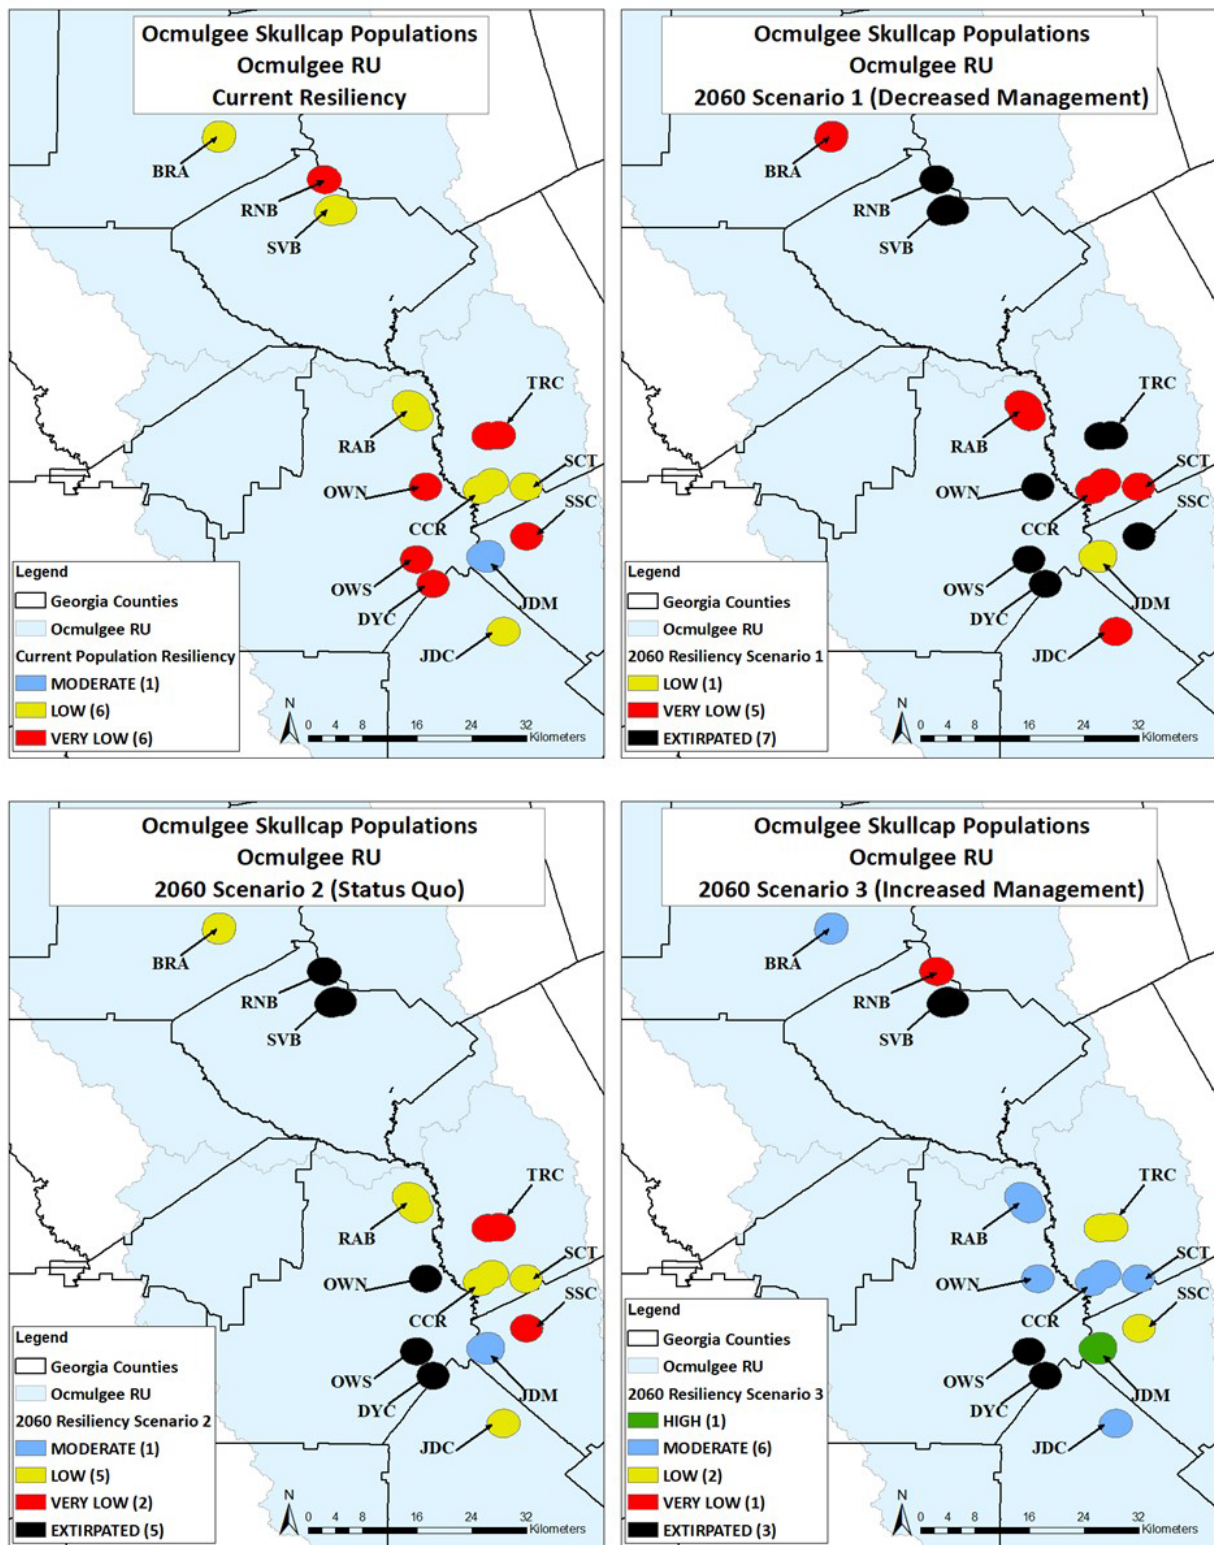 Ocmulgee Skullcap Populations
Ocmulgee RU
Current Resiliency
BRA
RNB
SVB
TRC
RAB
SCT
OWN
SSC
CCR
OWS
JDM
DYC
JDC
Legend
Georgia Counties
Ocmulgee RU
Current Population Resiliency
MODERATE (1)
LOW (6)
VERY LOW (6)
N
0 4 8 16 24 32
Kilometers
Ocmulgee Skullcap Populations
Ocmulgee RU
2060 Scenario 1 (Decreased Management)
BRA
RNB
SVB
TRC
RAB
SCT
OWN
SSC
CCR
OWS
JDM
DYC
JDC
Legend
Georgia Counties
Ocmulgee RU
2060 Resiliency Scenario 1
LOW (1)
VERY LOW (5)
EXTIRPATED (7)
N
0 4 8 16 24 32
Kilometers
Ocmulgee Skullcap Populations
Ocmulgee RU
2060 Scenario 2 (Status Quo)
BRA
RNB
SVB
TRC
RAB
SCT
OWN
SSC
CCR
OWS
JDM
DYC
JDC
Legend
Georgia Counties
Ocmulgee RU
2060 Resiliency Scenario 2
MODERATE (1)
LOW (5)
VERY LOW (2)
EXTIRPATED (5)
N
0 4 8 16 24 32
Kilometers
Ocmulgee Skullcap Populations
Ocmulgee RU
2060 Scenario 3 (Increased Management)
BRA
RNB
SVB
TRC
RAB
SCT
OWN
SSC
CCR
OWS
JDM
DYC
JDC
Legend
Georgia Counties
Ocmulgee RU
2060 Resiliency Scenario 3
HIGH (1)
MODERATE (6)
LOW (2)
VERY LOW (1)
EXTIRPATED (3)
N
0 4 8 16 24 32
Kilometers